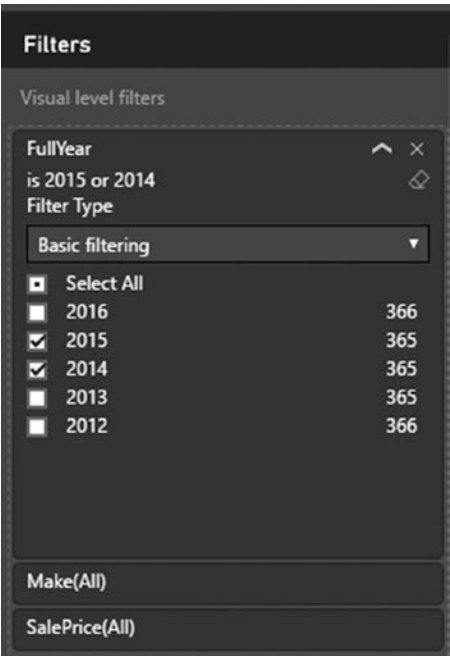 Filters
Visual level filters
FullYear
is 2015 or 2014
Filter Type
Basic filtering
Select All
2016 366
2015 365
2014 365
2013 365
2012 366
Make(All)
SalePrice(All)